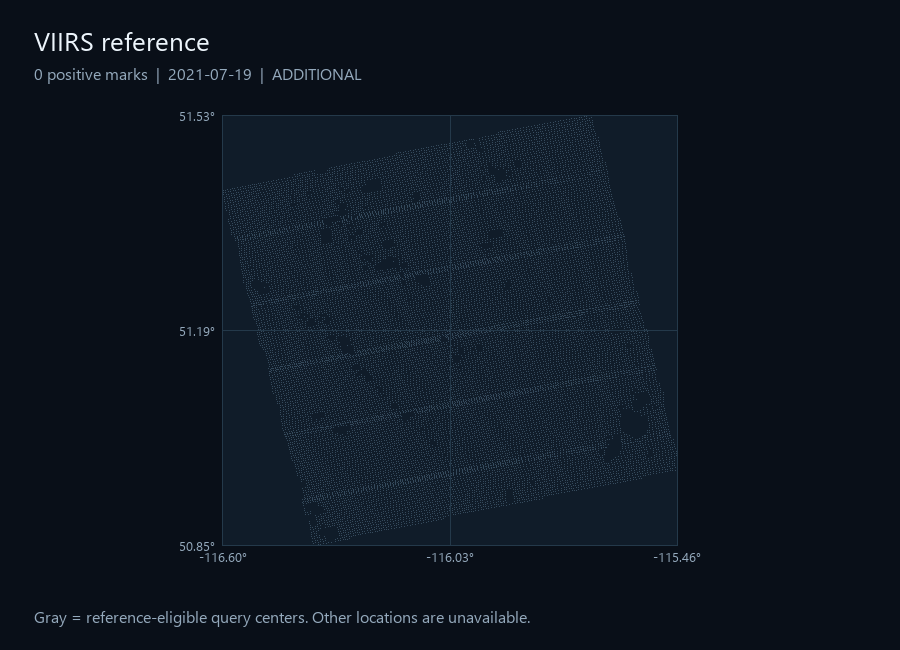 VIIRS reference
0 positive marks | 2021-07-19 | ADDITIONAL
51.53°
51.19°
50.85°
-116.60°
-116.03°
-115.46°
Gray = reference-eligible query centers. Other locations are unavailable.